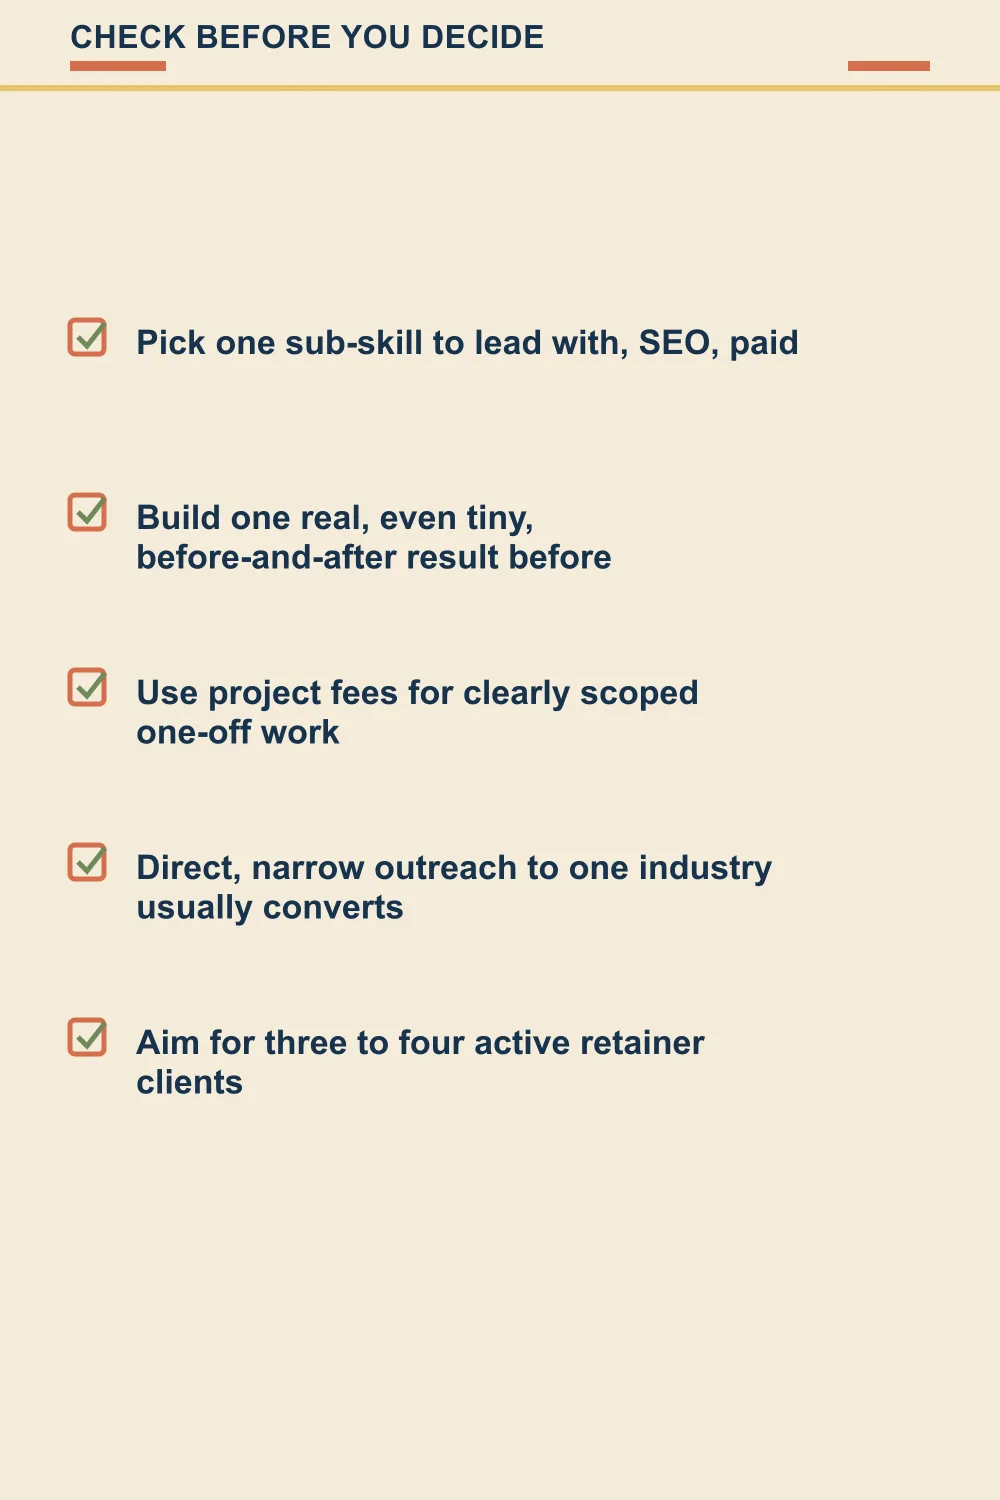 CHECK BEFORE YOU DECIDE
Pick one sub-skill to lead with, SEO, paid
Build one real, even tiny,
before-and-after result before
Use project fees for clearly scoped
one-off work
Direct, narrow outreach to one industry
usually converts
Aim for three to four active retainer
clients